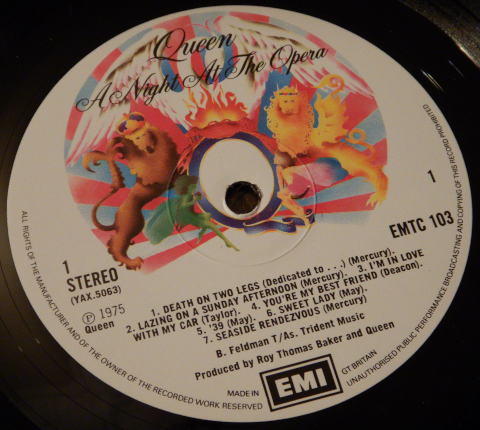 Queen
A Night At The Opera
1
STEREO
(YAX.5063)
Ⓟ 1975
Queen
1
EMTC 103
1. DEATH ON TWO LEGS (Dedicated to . . .) (Mercury).
2. LAZING ON A SUNDAY AFTERNOON (Mercury). 3. I'M IN LOVE
WITH MY CAR (Taylor). 4. YOU'RE MY BEST FRIEND (Deacon).
5. '39 (May). 6. SWEET LADY (May).
7. SEASIDE RENDEZVOUS (Mercury)
B. Feldman T/As. Trident Music
Produced by Roy Thomas Baker and Queen
MADE IN
EMI
GT BRITAIN
ALL RIGHTS OF THE MANUFACTURER AND OF THE OWNER OF THE RECORDED WORK RESERVED
UNAUTHORISED PUBLIC PERFORMANCE BROADCASTING AND COPYING OF THIS RECORD PROHIBITED